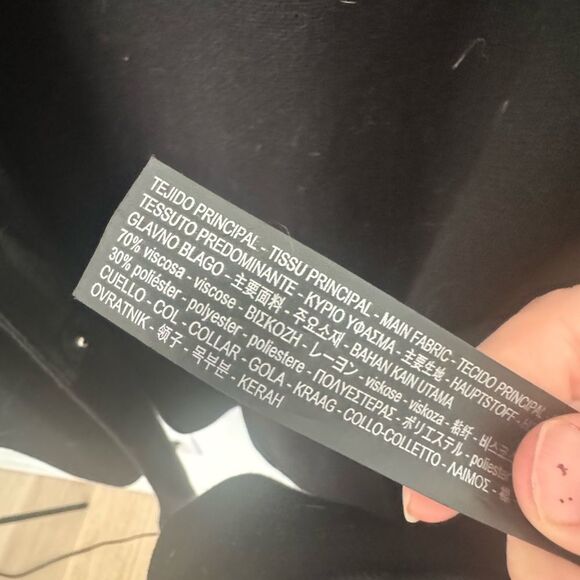 TEJIDO PRINCIPAL - TISSU PRINCIPAL - MAIN FABRIC - TECIDO PRINCIPAL
TESSUTO PREDOMINANTE - ΚΥΡΙΟ ΥΦΑΣΜΑ - 主要生地 - HAUPTSTOFF -
GLAVNO BLAGO - 主要面料 - 주요소재 - BAHAN KAIN UTAMA
70% viscosa - viscose - ΒΙΣΚΟΖΗ - レーヨン - viskose - viskoza - 粘纤 - 비스코
30% poliéster - polyester - poliestere - ΠΟΛΥΕΣΤΕΡΑΣ - ポリエステル - poliester
CUELLO - COL - COLLAR - GOLA - KRAAG - COLLO-COLLETTO - ΛΑΙΜΟΣ -
OVRATNIK - 领子 - 목부분 - KERAH